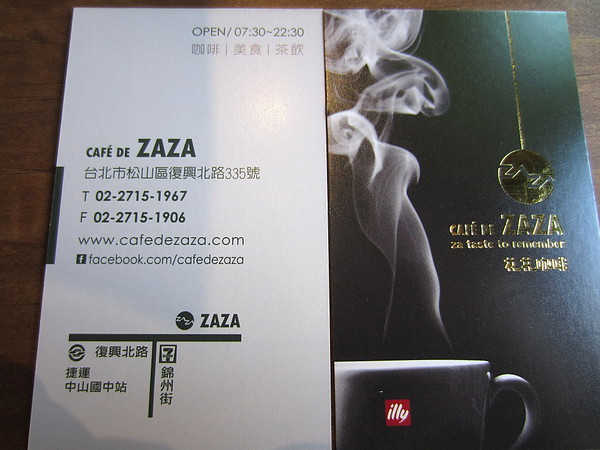 OPEN/ 07:30~22:30
咖啡 | 美食 | 茶飲
CAFÉ DE ZAZA
台北市松山區復興北路335號
T 02-2715-1967
F 02-2715-1906
www.cafedezaza.com
facebook.com/cafedezaza
ZAZA
復興北路
捷運
中山國中站
7
錦州街
ZAZA
CAFÉ DE ZAZA
za taste to remember
花花咖啡
illy